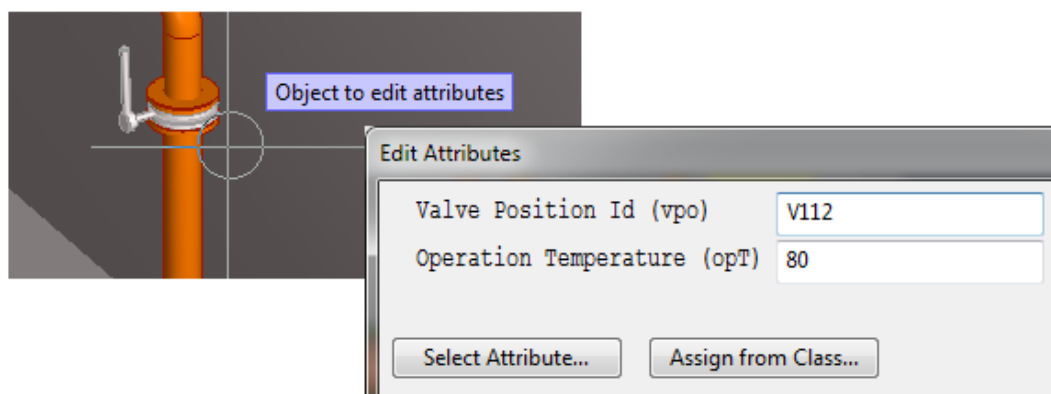 Object to edit attributes
Edit Attributes
Valve Position Id (vpo) V112
Operation Temperature (opT) 80
Select Attribute... Assign from Class...